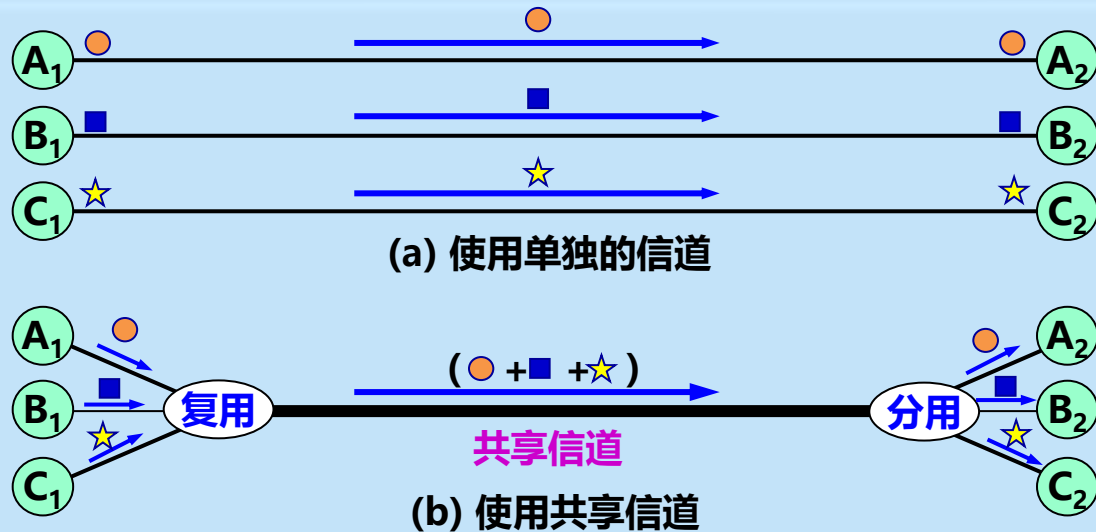 A₁ A₂
B₁ B₂
C₁ C₂
(a) 使用单独的信道
A₁ A₂
( + + )
B₁ 复用 分用 B₂
共享信道
C₁ C₂
(b) 使用共享信道